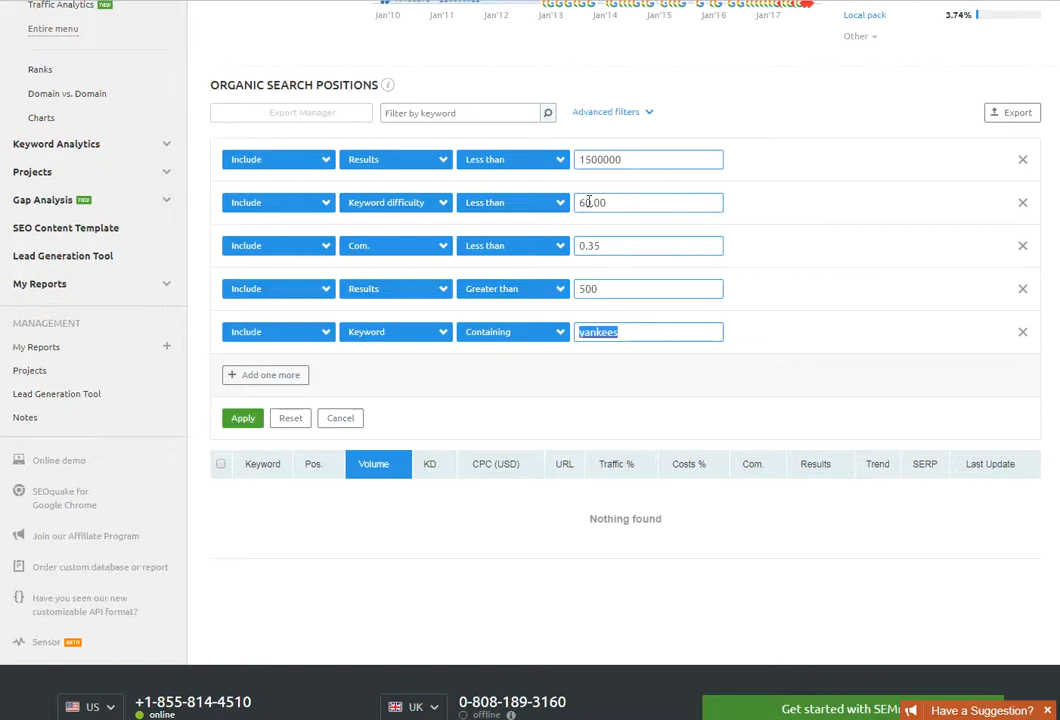 Traffic Analytics new
Entire menu
Ranks
Domain vs. Domain
Charts
Keyword Analytics
Projects
Gap Analysis new
SEO Content Template
Lead Generation Tool
My Reports
MANAGEMENT
My Reports +
Projects
Lead Generation Tool
Notes
Online demo
SEOquake for
Google Chrome
Join our Affiliate Program
Order custom database or report
{} Have you seen our new
customizable API format?
Sensor BETA
Jan'10 Jan'11 Jan'12 Jan'13 Jan'14 Jan'15 Jan'16 Jan'17
Local pack 3.74%
Other
ORGANIC SEARCH POSITIONS i
Export Manager Filter by keyword Advanced filters Export
Include Results Less than 1500000
Include Keyword difficulty Less than 60.00
Include Com. Less than 0.35
Include Results Greater than 500
Include Keyword Containing yankees
+ Add one more
Apply Reset Cancel
Keyword Pos. Volume KD CPC (USD) URL Traffic % Costs % Com. Results Trend SERP Last Update
Nothing found
US +1-855-814-4510 UK 0-808-189-3160 Get started with SEM
online offline i
Have a Suggestion? ×